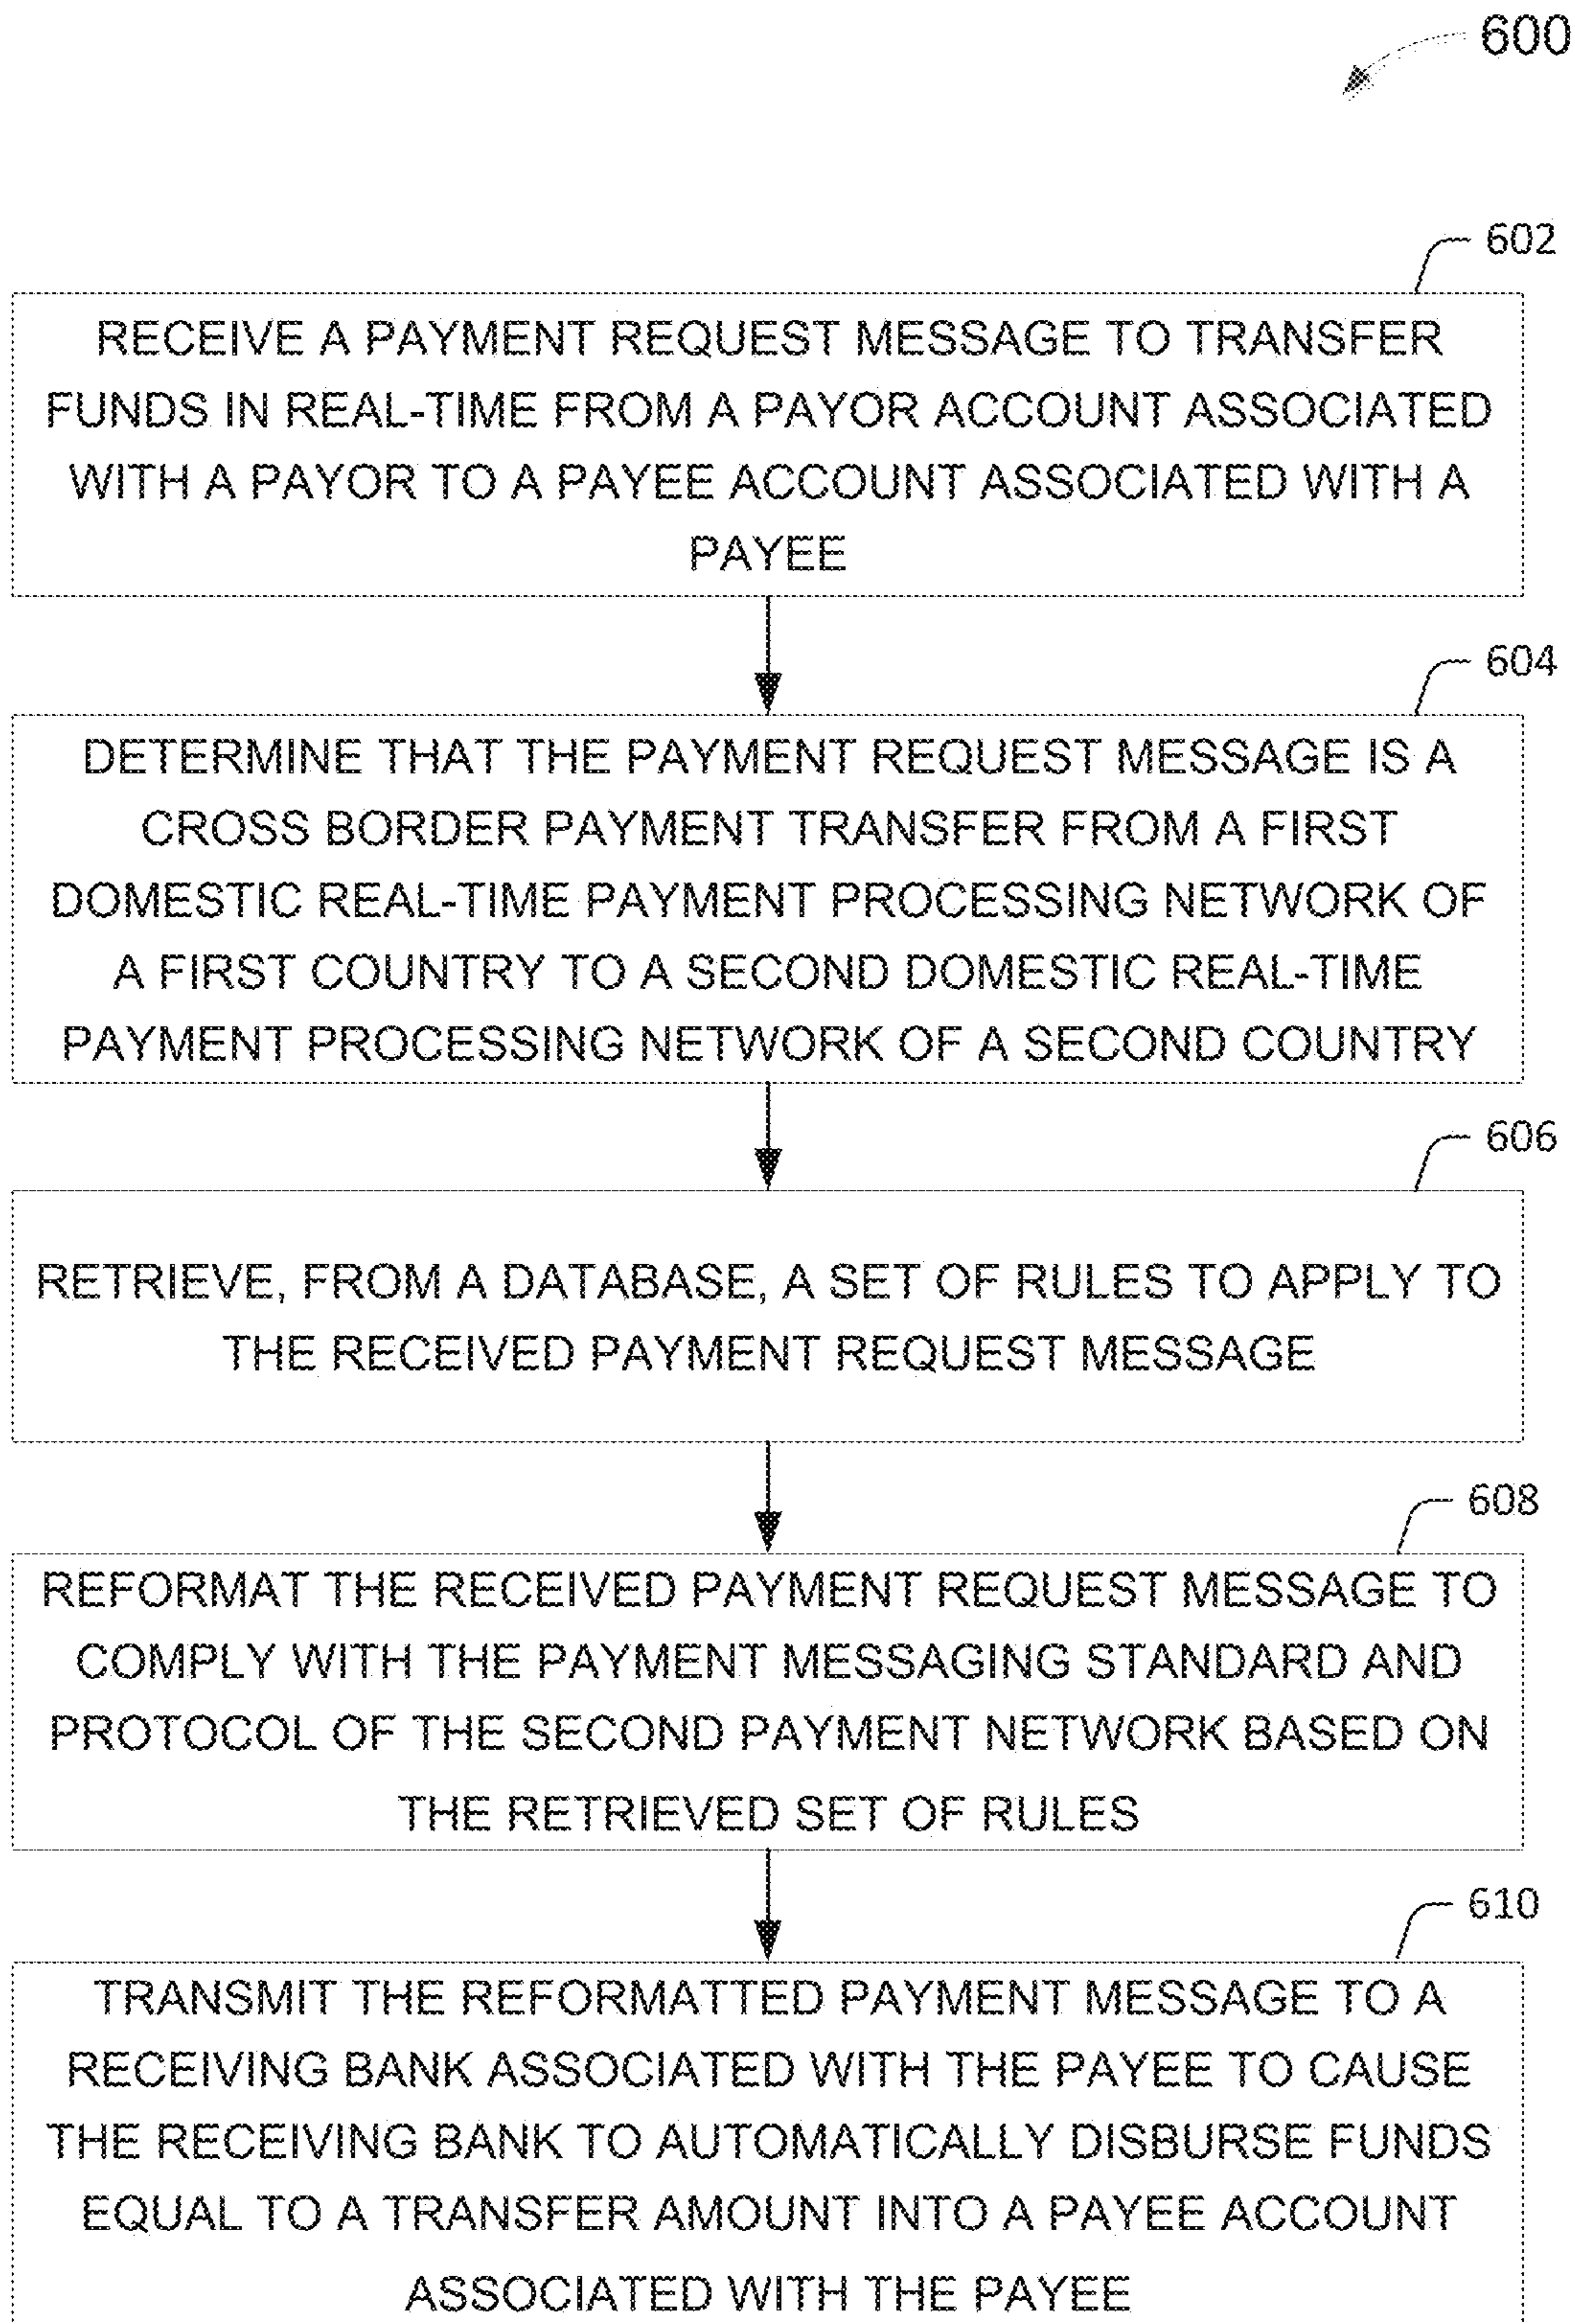 600
602
RECEIVE A PAYMENT REQUEST MESSAGE TO TRANSFER
FUNDS IN REAL-TIME FROM A PAYOR ACCOUNT ASSOCIATED
WITH A PAYOR TO A PAYEE ACCOUNT ASSOCIATED WITH A
PAYEE
604
DETERMINE THAT THE PAYMENT REQUEST MESSAGE IS A
CROSS BORDER PAYMENT TRANSFER FROM A FIRST
DOMESTIC REAL-TIME PAYMENT PROCESSING NETWORK OF
A FIRST COUNTRY TO A SECOND DOMESTIC REAL-TIME
PAYMENT PROCESSING NETWORK OF A SECOND COUNTRY
606
RETRIEVE, FROM A DATABASE, A SET OF RULES TO APPLY TO
THE RECEIVED PAYMENT REQUEST MESSAGE
608
REFORMAT THE RECEIVED PAYMENT REQUEST MESSAGE TO
COMPLY WITH THE PAYMENT MESSAGING STANDARD AND
PROTOCOL OF THE SECOND PAYMENT NETWORK BASED ON
THE RETRIEVED SET OF RULES
610
TRANSMIT THE REFORMATTED PAYMENT MESSAGE TO A
RECEIVING BANK ASSOCIATED WITH THE PAYEE TO CAUSE
THE RECEIVING BANK TO AUTOMATICALLY DISBURSE FUNDS
EQUAL TO A TRANSFER AMOUNT INTO A PAYEE ACCOUNT
ASSOCIATED WITH THE PAYEE